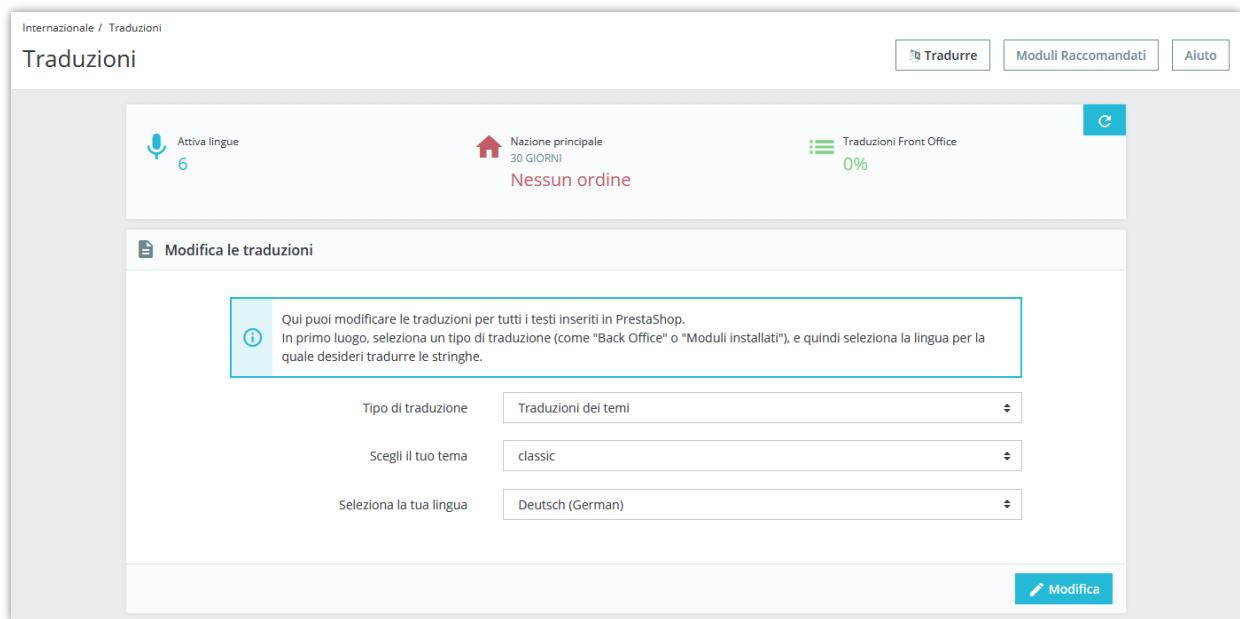 Internazionale / Traduzioni
Traduzioni
Tradurre
Moduli Raccomandati
Aiuto
Attiva lingue
6
Nazione principale
30 GIORNI
Nessun ordine
Traduzioni Front Office
0%
Modifica le traduzioni
Qui puoi modificare le traduzioni per tutti i testi inseriti in PrestaShop.
In primo luogo, seleziona un tipo di traduzione (come "Back Office" o "Moduli installati"), e quindi seleziona la lingua per la
quale desideri tradurre le stringhe.
Tipo di traduzione
Traduzioni dei temi
Scegli il tuo tema
classic
Seleziona la tua lingua
Deutsch (German)
Modifica